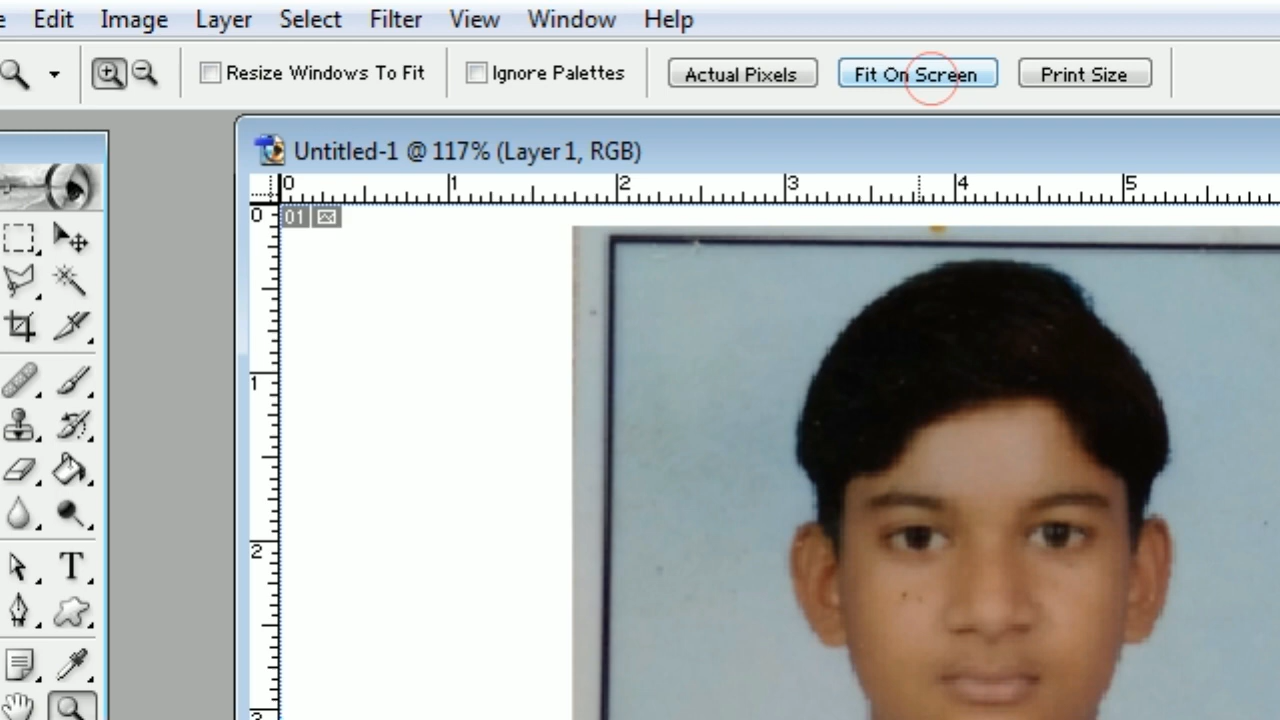 Edit Image Layer Select Filter View Window Help
Resize Windows To Fit Ignore Palettes Actual Pixels Fit On Screen Print Size
Untitled-1 @ 117% (Layer 1, RGB)
0 1 2 3 4 5
0
01
1
2
T